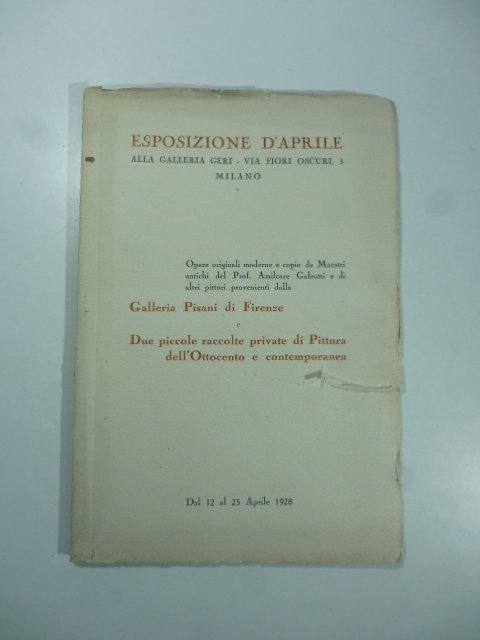 ESPOSIZIONE D'APRILE
ALLA GALLERIA GERI - VIA FIORI OSCURI, 3
MILANO
Opere originali moderne e copie da Maestri
antichi del Prof. Amilcare Galeotti e di
altri pittori provenienti dalla
Galleria Pisani di Firenze
e
Due piccole raccolte private di Pittura
dell'Ottocento e contemporanea
Dal 12 al 25 Aprile 1928